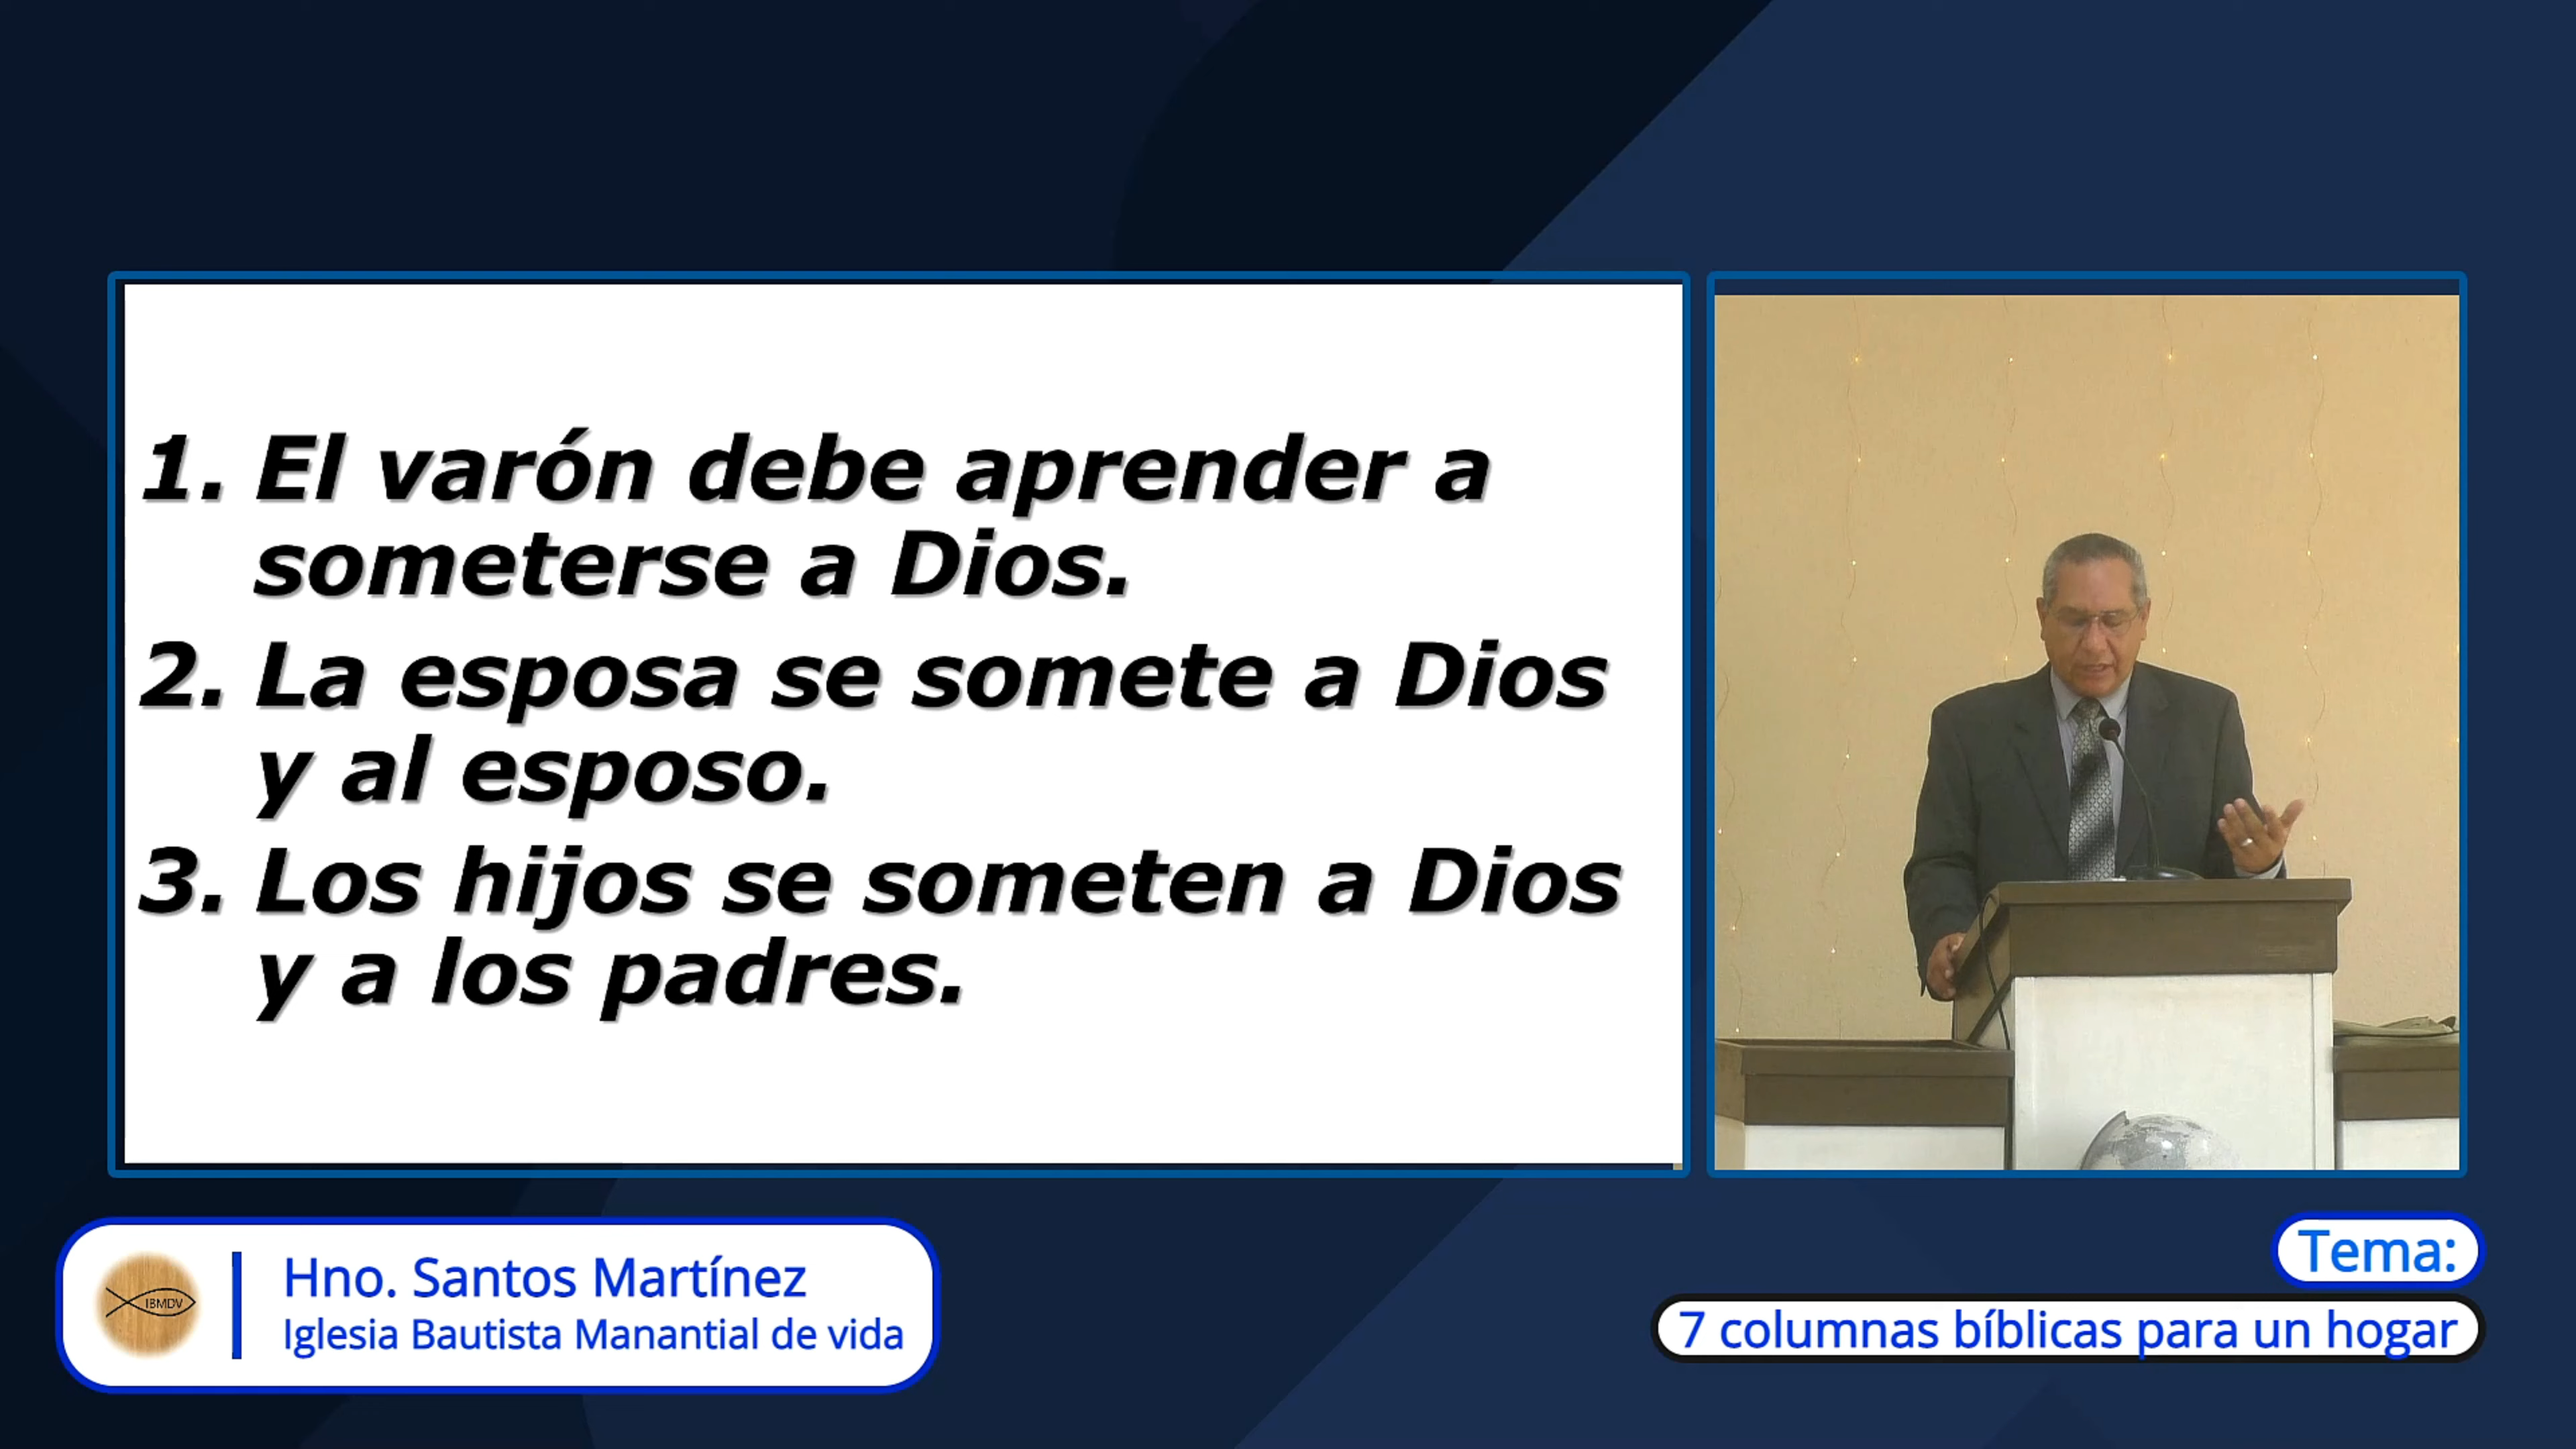 1. El varón debe aprender a
someterse a Dios.
2. La esposa se somete a Dios
y al esposo.
3. Los hijos se someten a Dios
y a los padres.
IBMDV
Hno. Santos Martínez
Iglesia Bautista Manantial de vida
Tema:
7 columnas bíblicas para un hogar